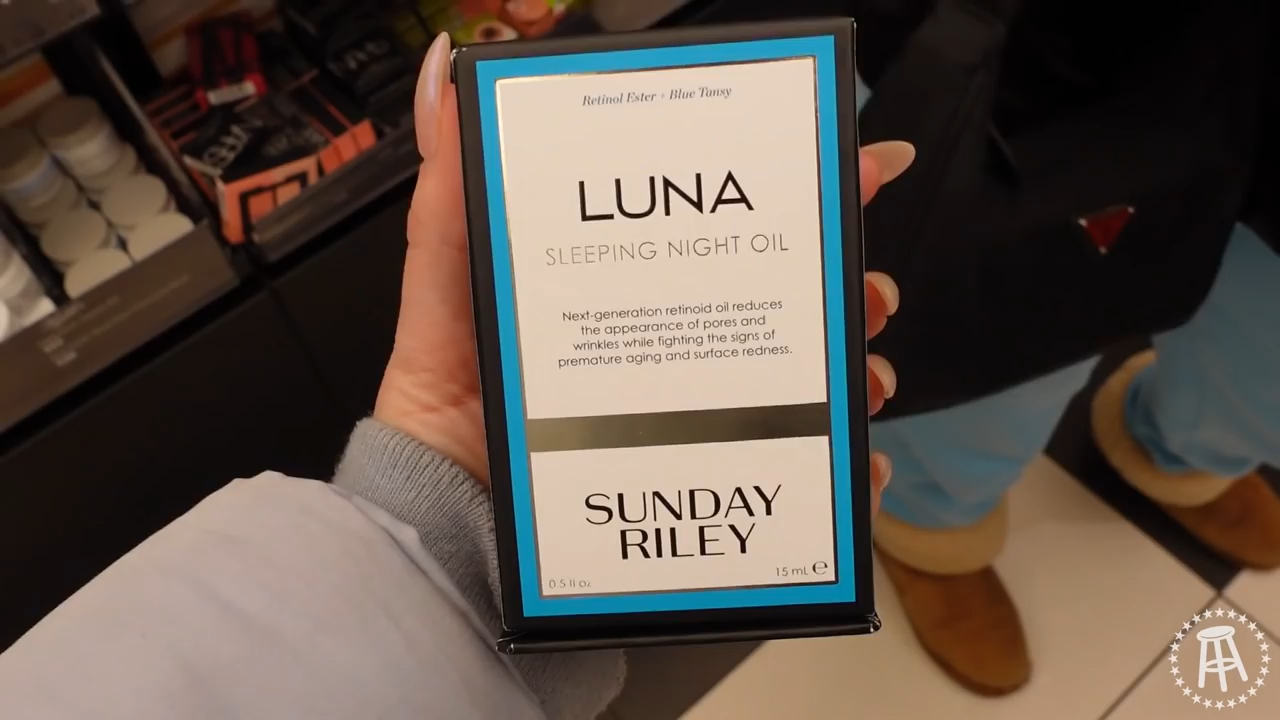 Retinol Ester + Blue Tansy
LUNA
SLEEPING NIGHT OIL
Next-generation retinoid oil reduces
the appearance of pores and
wrinkles while fighting the signs of
premature aging and surface redness.
SUNDAY
RILEY
0.5 fl oz
15 mL ℮